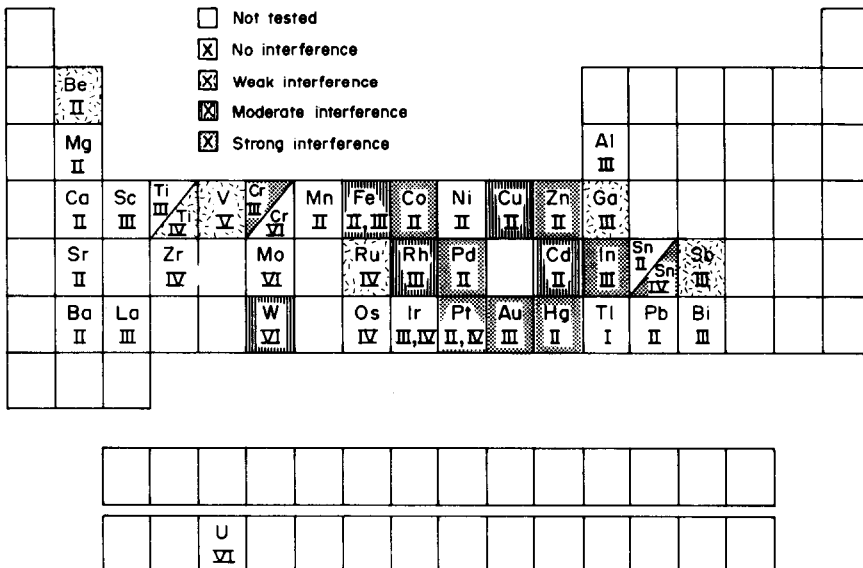 Not tested
X No interference
X Weak interference
X Moderate interference
X Strong interference
Be
II
Mg
II
Al
III
Ca Sc Ti Ti V Cr Cr Mn Fe Co Ni Cu Zn Ga
II III III IV V III VI II II, III II II II II III
Sr Zr Mo Ru Rh Pd Cd In Sn Sn Sb
II IV VI IV III II II III II IV III
Ba La W Os Ir Pt Au Hg Tl Pb Bi
II III VI IV III, IV II, IV III II I II III
U
VI